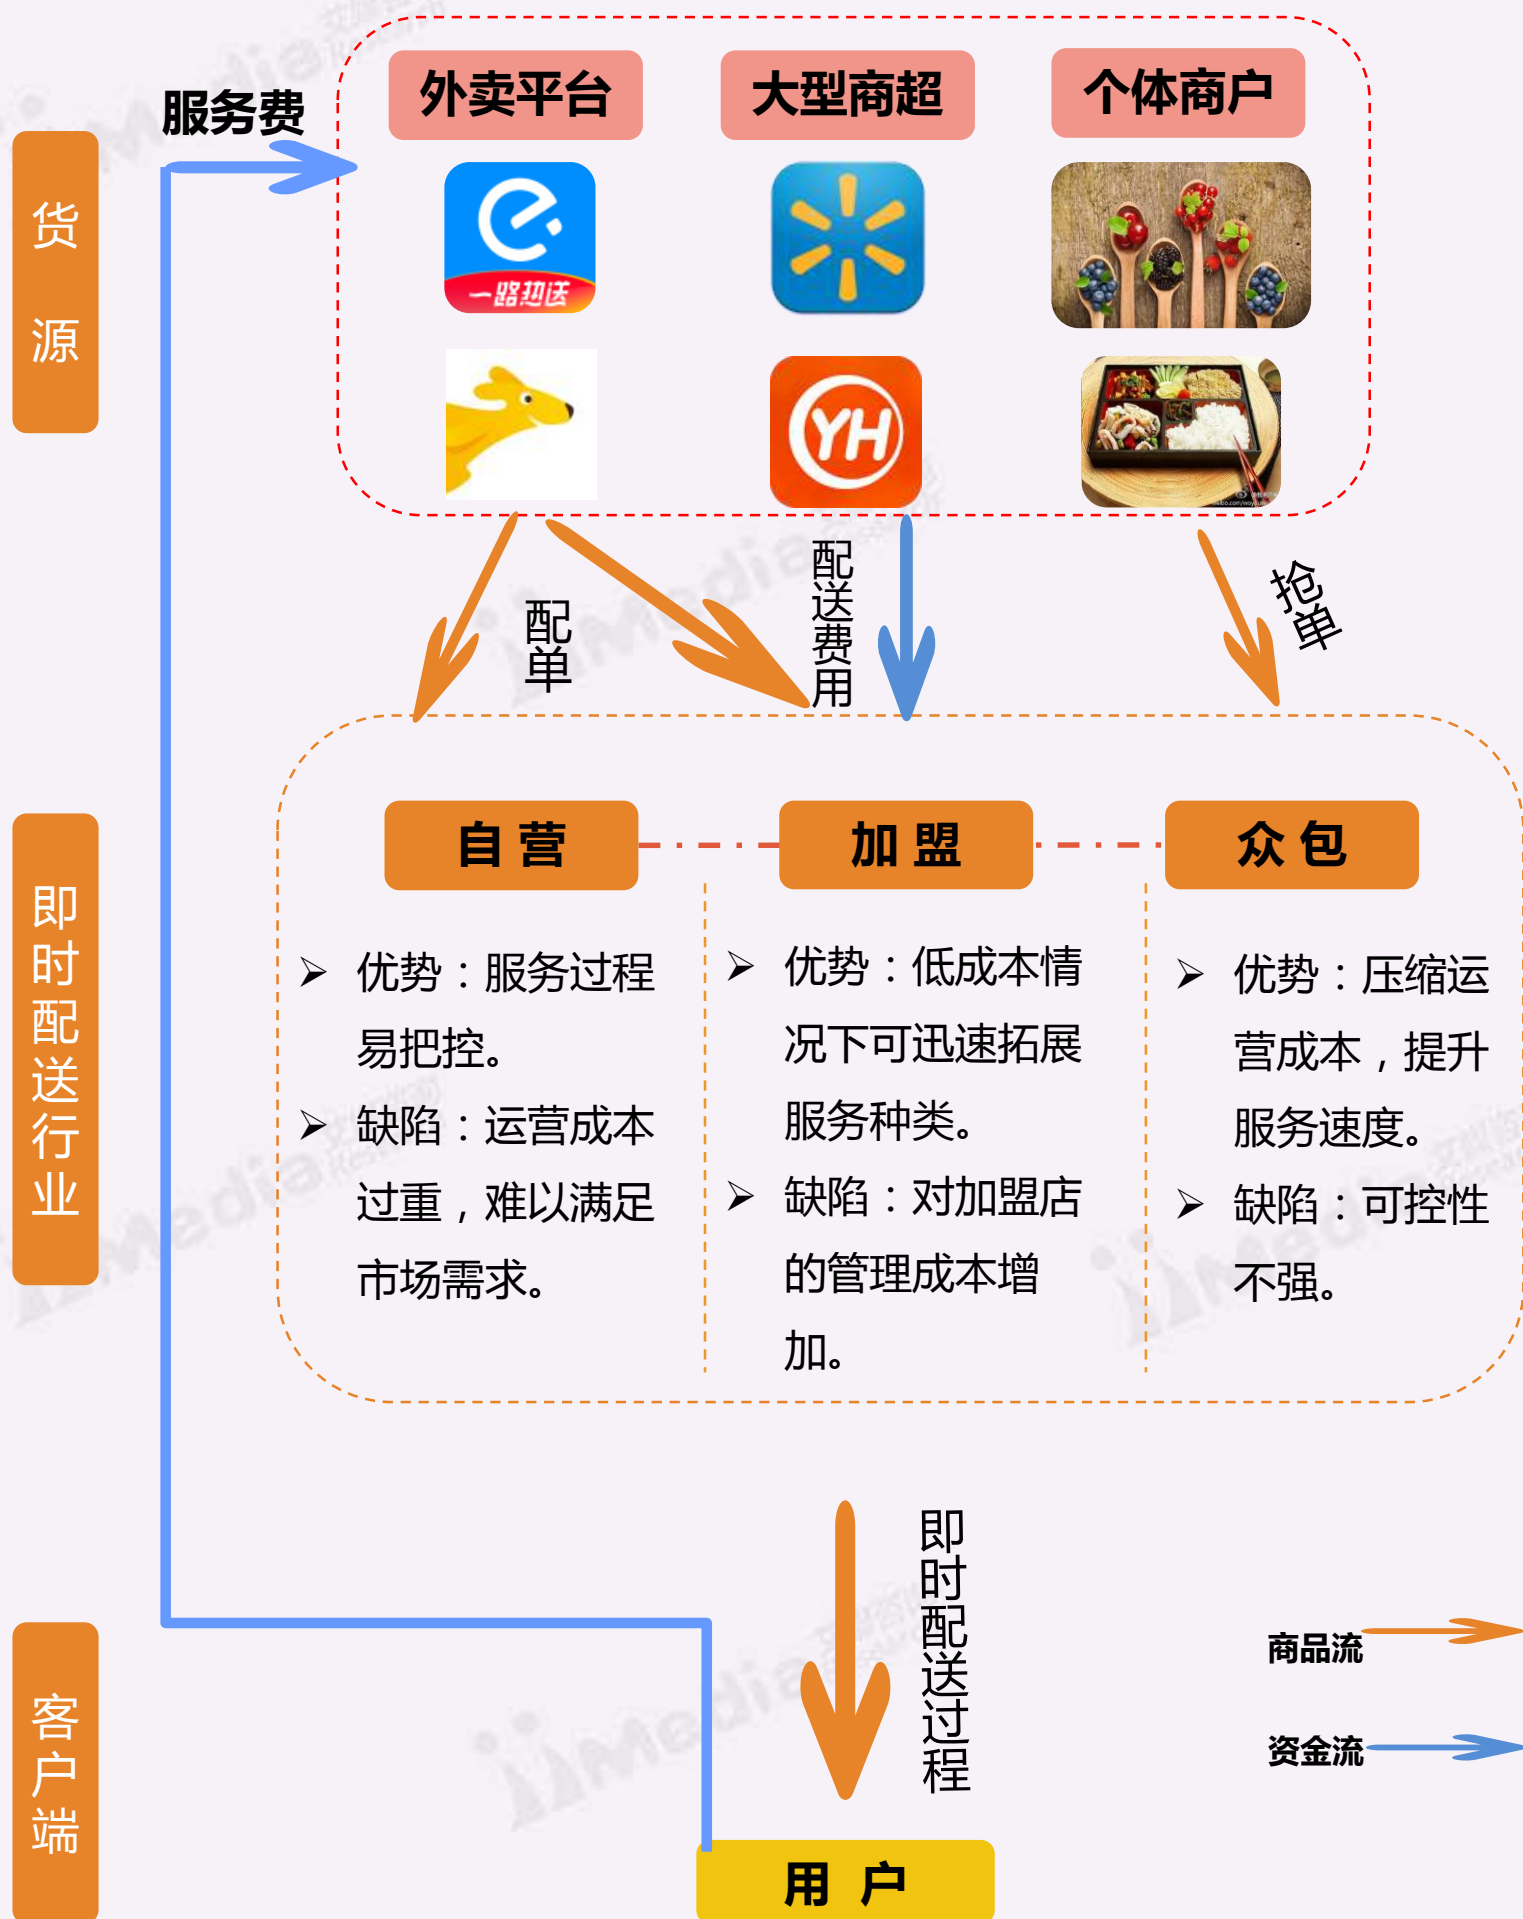 服务费
外卖平台
大型商超
个体商户
货源
一路热送
YH
配单
配送费用
抢单
即时配送行业
自营
加盟
众包
➢ 优势：服务过程
易把控。
➢ 缺陷：运营成本
过重，难以满足
市场需求。
➢ 优势：低成本情
况下可迅速拓展
服务种类。
➢ 缺陷：对加盟店
的管理成本增
加。
➢ 优势：压缩运
营成本，提升
服务速度。
➢ 缺陷：可控性
不强。
即时配送过程
商品流
资金流
客户端
用户
iiMedia Research
艾媒咨询